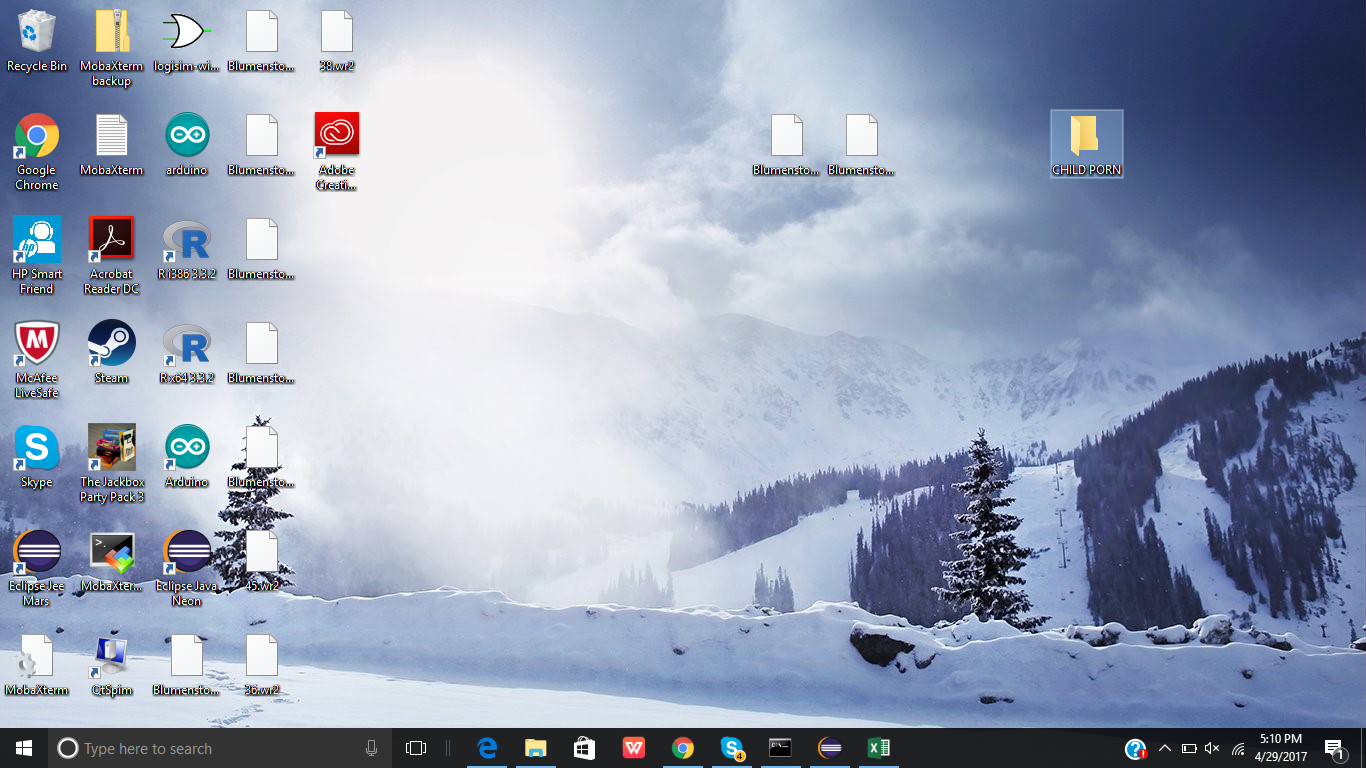 Recycle Bin
MobaXterm
backup
logisim-wi...
Blumensto...
38.wr2
Google
Chrome
MobaXterm
arduino
Blumensto...
Adobe
Creati...
Blumensto...
Blumensto...
CHILD PORN
HP Smart
Friend
Acrobat
Reader DC
R i386 3.3.2
Blumensto...
McAfee
LiveSafe
Steam
R x64 3.3.2
Blumensto...
Skype
The Jackbox
Party Pack 3
Arduino
Blumensto...
Eclipse Jee
Mars
MobaXter...
Eclipse Java
Neon
45.wr2
MobaXterm
QtSpim
Blumensto...
36.wr2
Type here to search
4
5:10 PM
4/29/2017
1